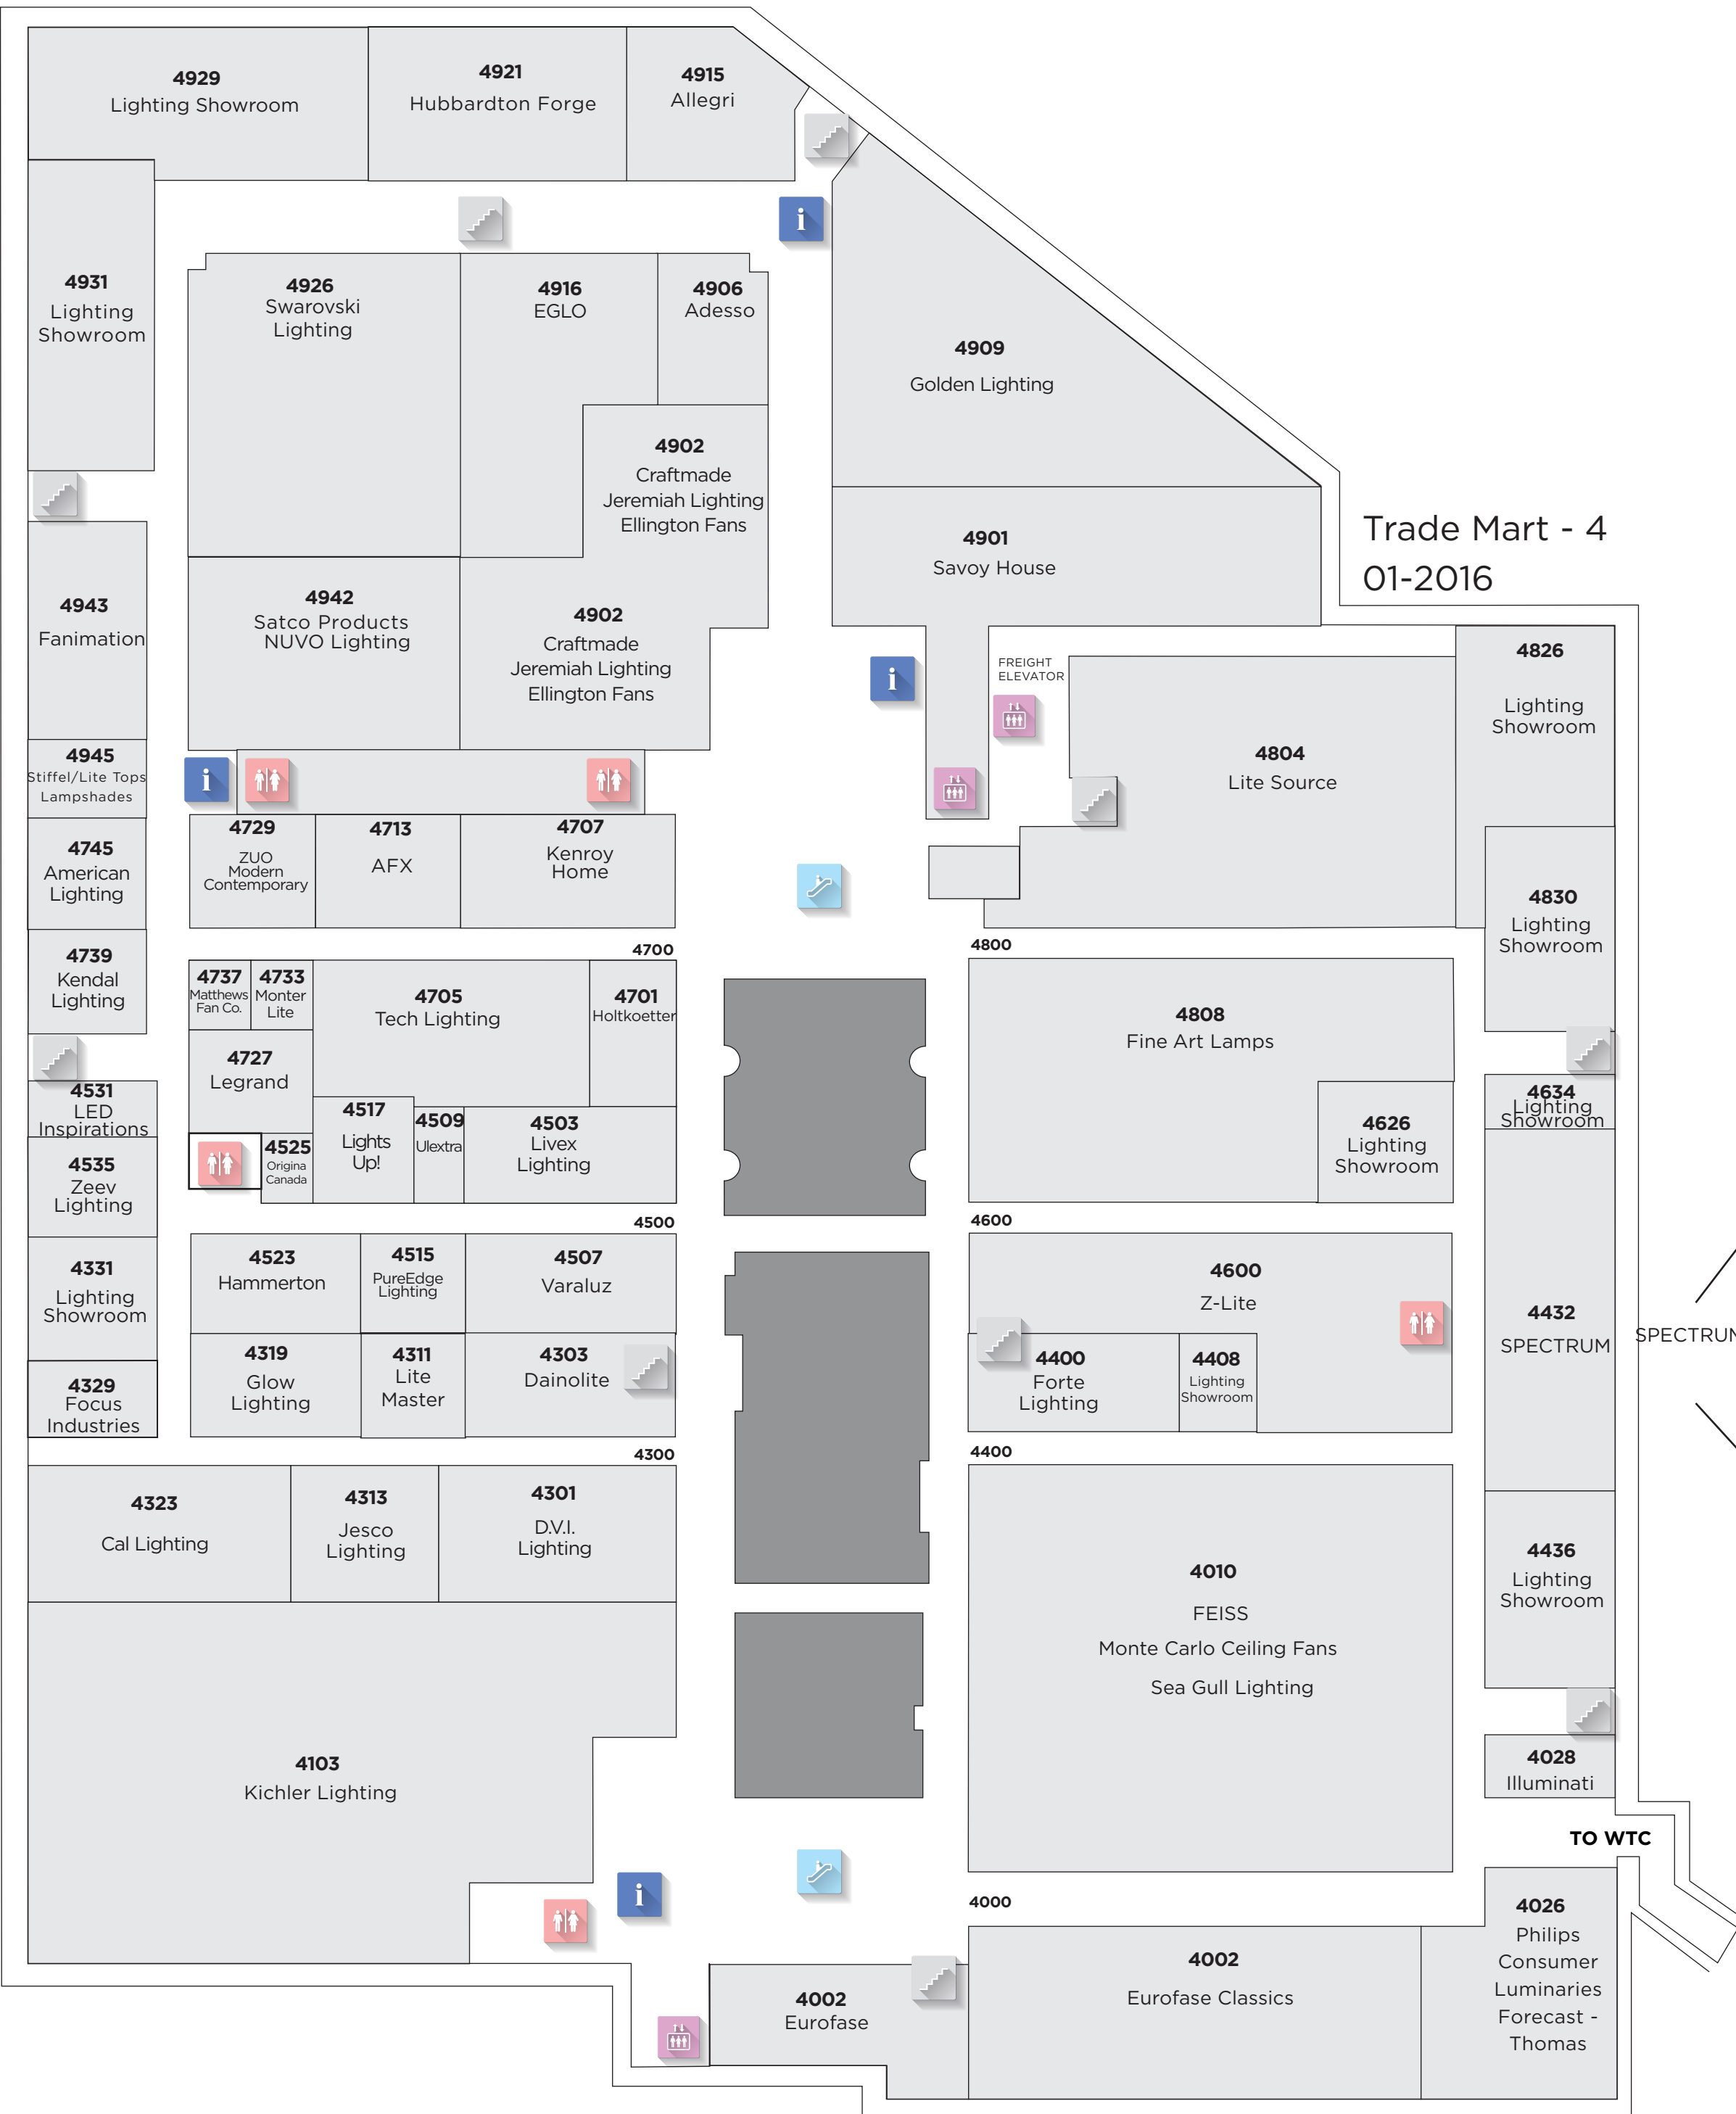 4929
Lighting Showroom
4921
Hubbardton Forge
4915
Allegri
4931
Lighting
Showroom
4926
Swarovski
Lighting
4916
EGLO
4906
Adesso
4909
Golden Lighting
4902
Craftmade
Jeremiah Lighting
Ellington Fans
4901
Savoy House
Trade Mart - 4
01-2016
4943
Fanimation
4942
Satco Products
NUVO Lighting
4902
Craftmade
Jeremiah Lighting
Ellington Fans
FREIGHT
ELEVATOR
4826
Lighting
Showroom
4804
Lite Source
4945
Stiffel/Lite Tops
Lampshades
i
i
i
4745
American
Lighting
4729
ZUO
Modern
Contemporary
4713
AFX
4707
Kenroy
Home
4830
Lighting
Showroom
4739
Kendal
Lighting
4700
4800
4737
Matthews
Fan Co.
4733
Monter
Lite
4705
Tech Lighting
4701
Holtkoetter
4808
Fine Art Lamps
4727
Legrand
4531
LED
Inspirations
4517
Lights
Up!
4509
Ulextra
4503
Livex
Lighting
4525
Origina
Canada
4626
Lighting
Showroom
4634
Lighting
Showroom
4535
Zeev
Lighting
4500
4600
4331
Lighting
Showroom
4523
Hammerton
4515
PureEdge
Lighting
4507
Varaluz
4600
Z-Lite
4432
SPECTRUM
SPECTRUM
4329
Focus
Industries
4319
Glow
Lighting
4311
Lite
Master
4303
Dainolite
4400
Forte
Lighting
4408
Lighting
Showroom
4300
4400
4323
Cal Lighting
4313
Jesco
Lighting
4301
D.V.I.
Lighting
4010
FEISS
Monte Carlo Ceiling Fans
Sea Gull Lighting
4436
Lighting
Showroom
4103
Kichler Lighting
4028
Illuminati
TO WTC
i
4000
4026
Philips
Consumer
Luminaries
Forecast -
Thomas
4002
Eurofase
4002
Eurofase Classics